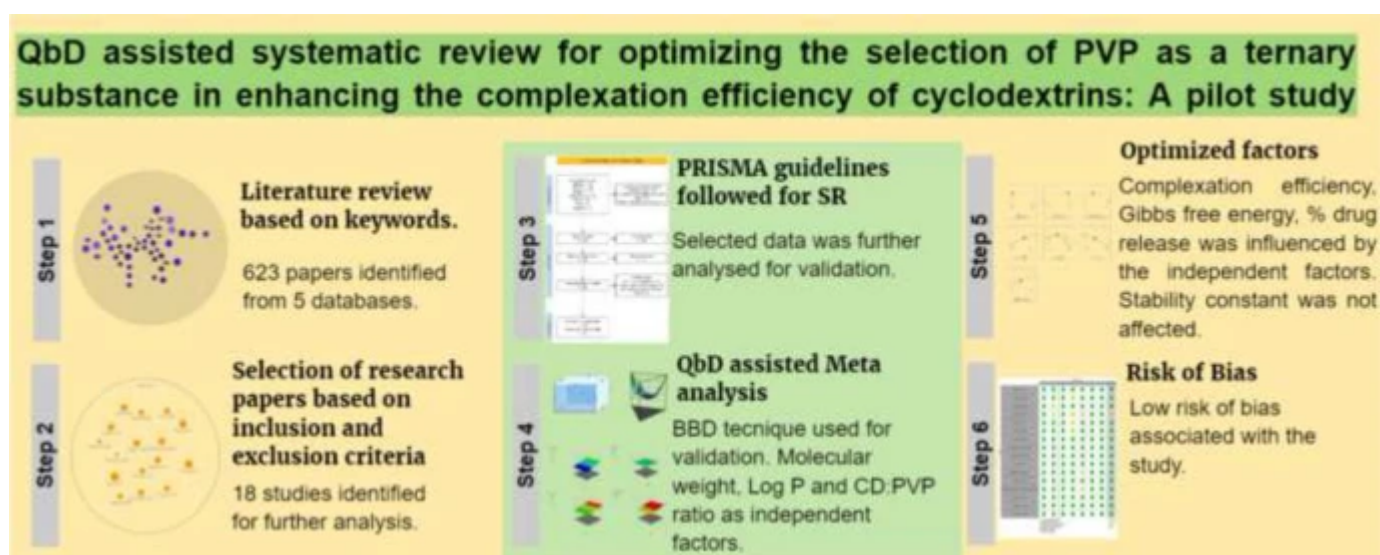 QbD assisted systematic review for optimizing the selection of PVP as a ternary
substance in enhancing the complexation efficiency of cyclodextrins: A pilot study
Step 1
Literature review
based on keywords.
623 papers identified
from 5 databases.
Step 2
Selection of research
papers based on
inclusion and
exclusion criteria
18 studies identified
for further analysis.
Step 3
PRISMA guidelines
followed for SR
Selected data was further
analysed for validation.
Step 4
QbD assisted Meta
analysis
BBD tecnique used for
validation. Molecular
weight, Log P and CD:PVP
ratio as independent
factors.
Step 5
Optimized factors
Complexation efficiency,
Gibbs free energy, % drug
release was influenced by
the independent factors.
Stability constant was not
affected.
Step 6
Risk of Bias
Low risk of bias
associated with the
study.